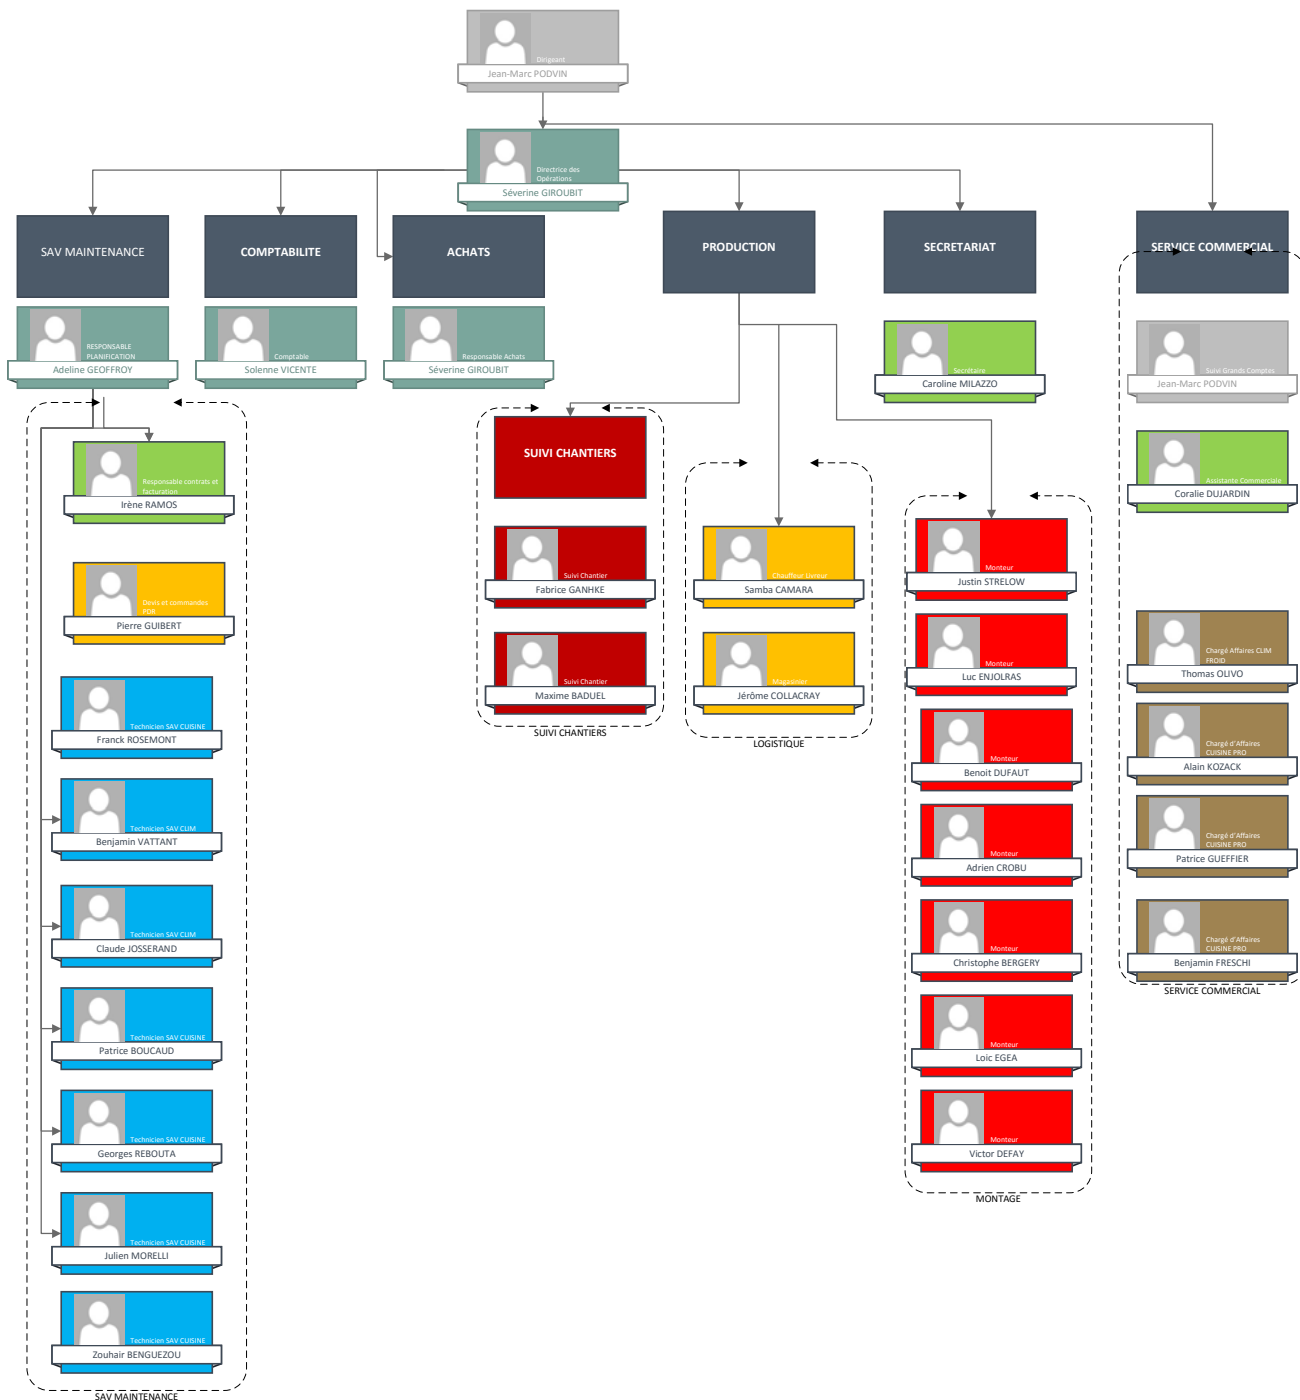 Dirigeant
Jean-Marc PODVIN
Directrice des
Opérations
Séverine GIROUBIT
SAV MAINTENANCE
COMPTABILITE
ACHATS
PRODUCTION
SECRETARIAT
SERVICE COMMERCIAL
RESPONSABLE
PLANIFICATION
Adeline GEOFFROY
Comptable
Solenne VICENTE
Responsable Achats
Séverine GIROUBIT
Secrétaire
Caroline MILAZZO
Suivi Grands Comptes
Jean-Marc PODVIN
Responsable contrats et
facturation
Irène RAMOS
Devis et commandes
PDR
Pierre GUIBERT
Technicien SAV CUISINE
Franck ROSEMONT
Technicien SAV CLIM
Benjamin VATTANT
Technicien SAV CLIM
Claude JOSSERAND
Technicien SAV CUISINE
Patrice BOUCAUD
Technicien SAV CUISINE
Georges REBOUTA
Technicien SAV CUISINE
Julien MORELLI
Technicien SAV CUISINE
Zouhair BENGUEZOU
SAV MAINTENANCE
SUIVI CHANTIERS
Suivi Chantier
Fabrice GANHKE
Suivi Chantier
Maxime BADUEL
SUIVI CHANTIERS
Chauffeur Livreur
Samba CAMARA
Magasinier
Jérôme COLLACRAY
LOGISTIQUE
Monteur
Justin STRELOW
Monteur
Luc ENJOLRAS
Monteur
Benoit DUFAUT
Monteur
Adrien CROBU
Monteur
Christophe BERGERY
Monteur
Loic EGEA
Monteur
Victor DEFAY
MONTAGE
Assistante Commerciale
Coralie DUJARDIN
Chargé Affaires CLIM
FROID
Thomas OLIVO
Chargé d'Affaires
CUISINE PRO
Alain KOZACK
Chargé d'Affaires
CUISINE PRO
Patrice GUEFFIER
Chargé d'Affaires
CUISINE PRO
Benjamin FRESCHI
SERVICE COMMERCIAL